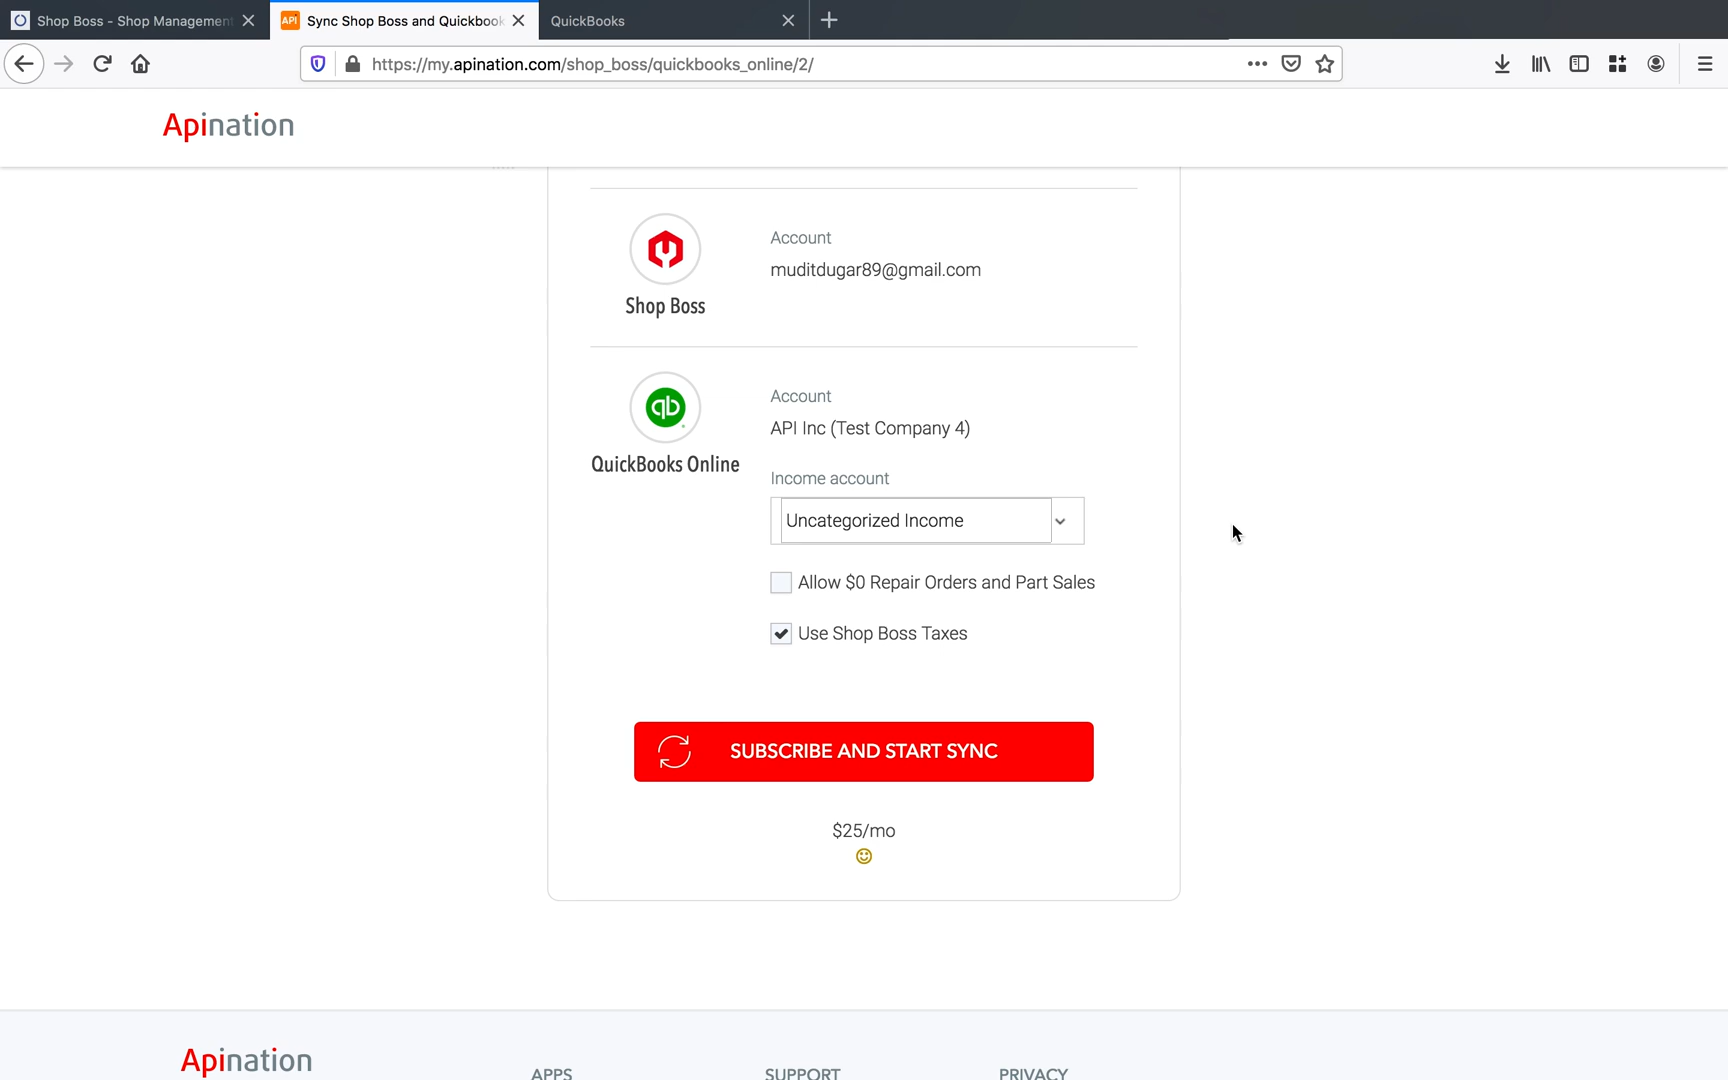 Shop Boss - Shop Management
API Sync Shop Boss and Quickbook
QuickBooks
https://my.apination.com/shop_boss/quickbooks_online/2/
Apination
Account
muditdugar89@gmail.com
Shop Boss
Account
qb
API Inc (Test Company 4)
QuickBooks Online
Income account
Uncategorized Income
Allow $0 Repair Orders and Part Sales
Use Shop Boss Taxes
SUBSCRIBE AND START SYNC
$25/mo
Apination
APPS
SUPPORT
PRIVACY